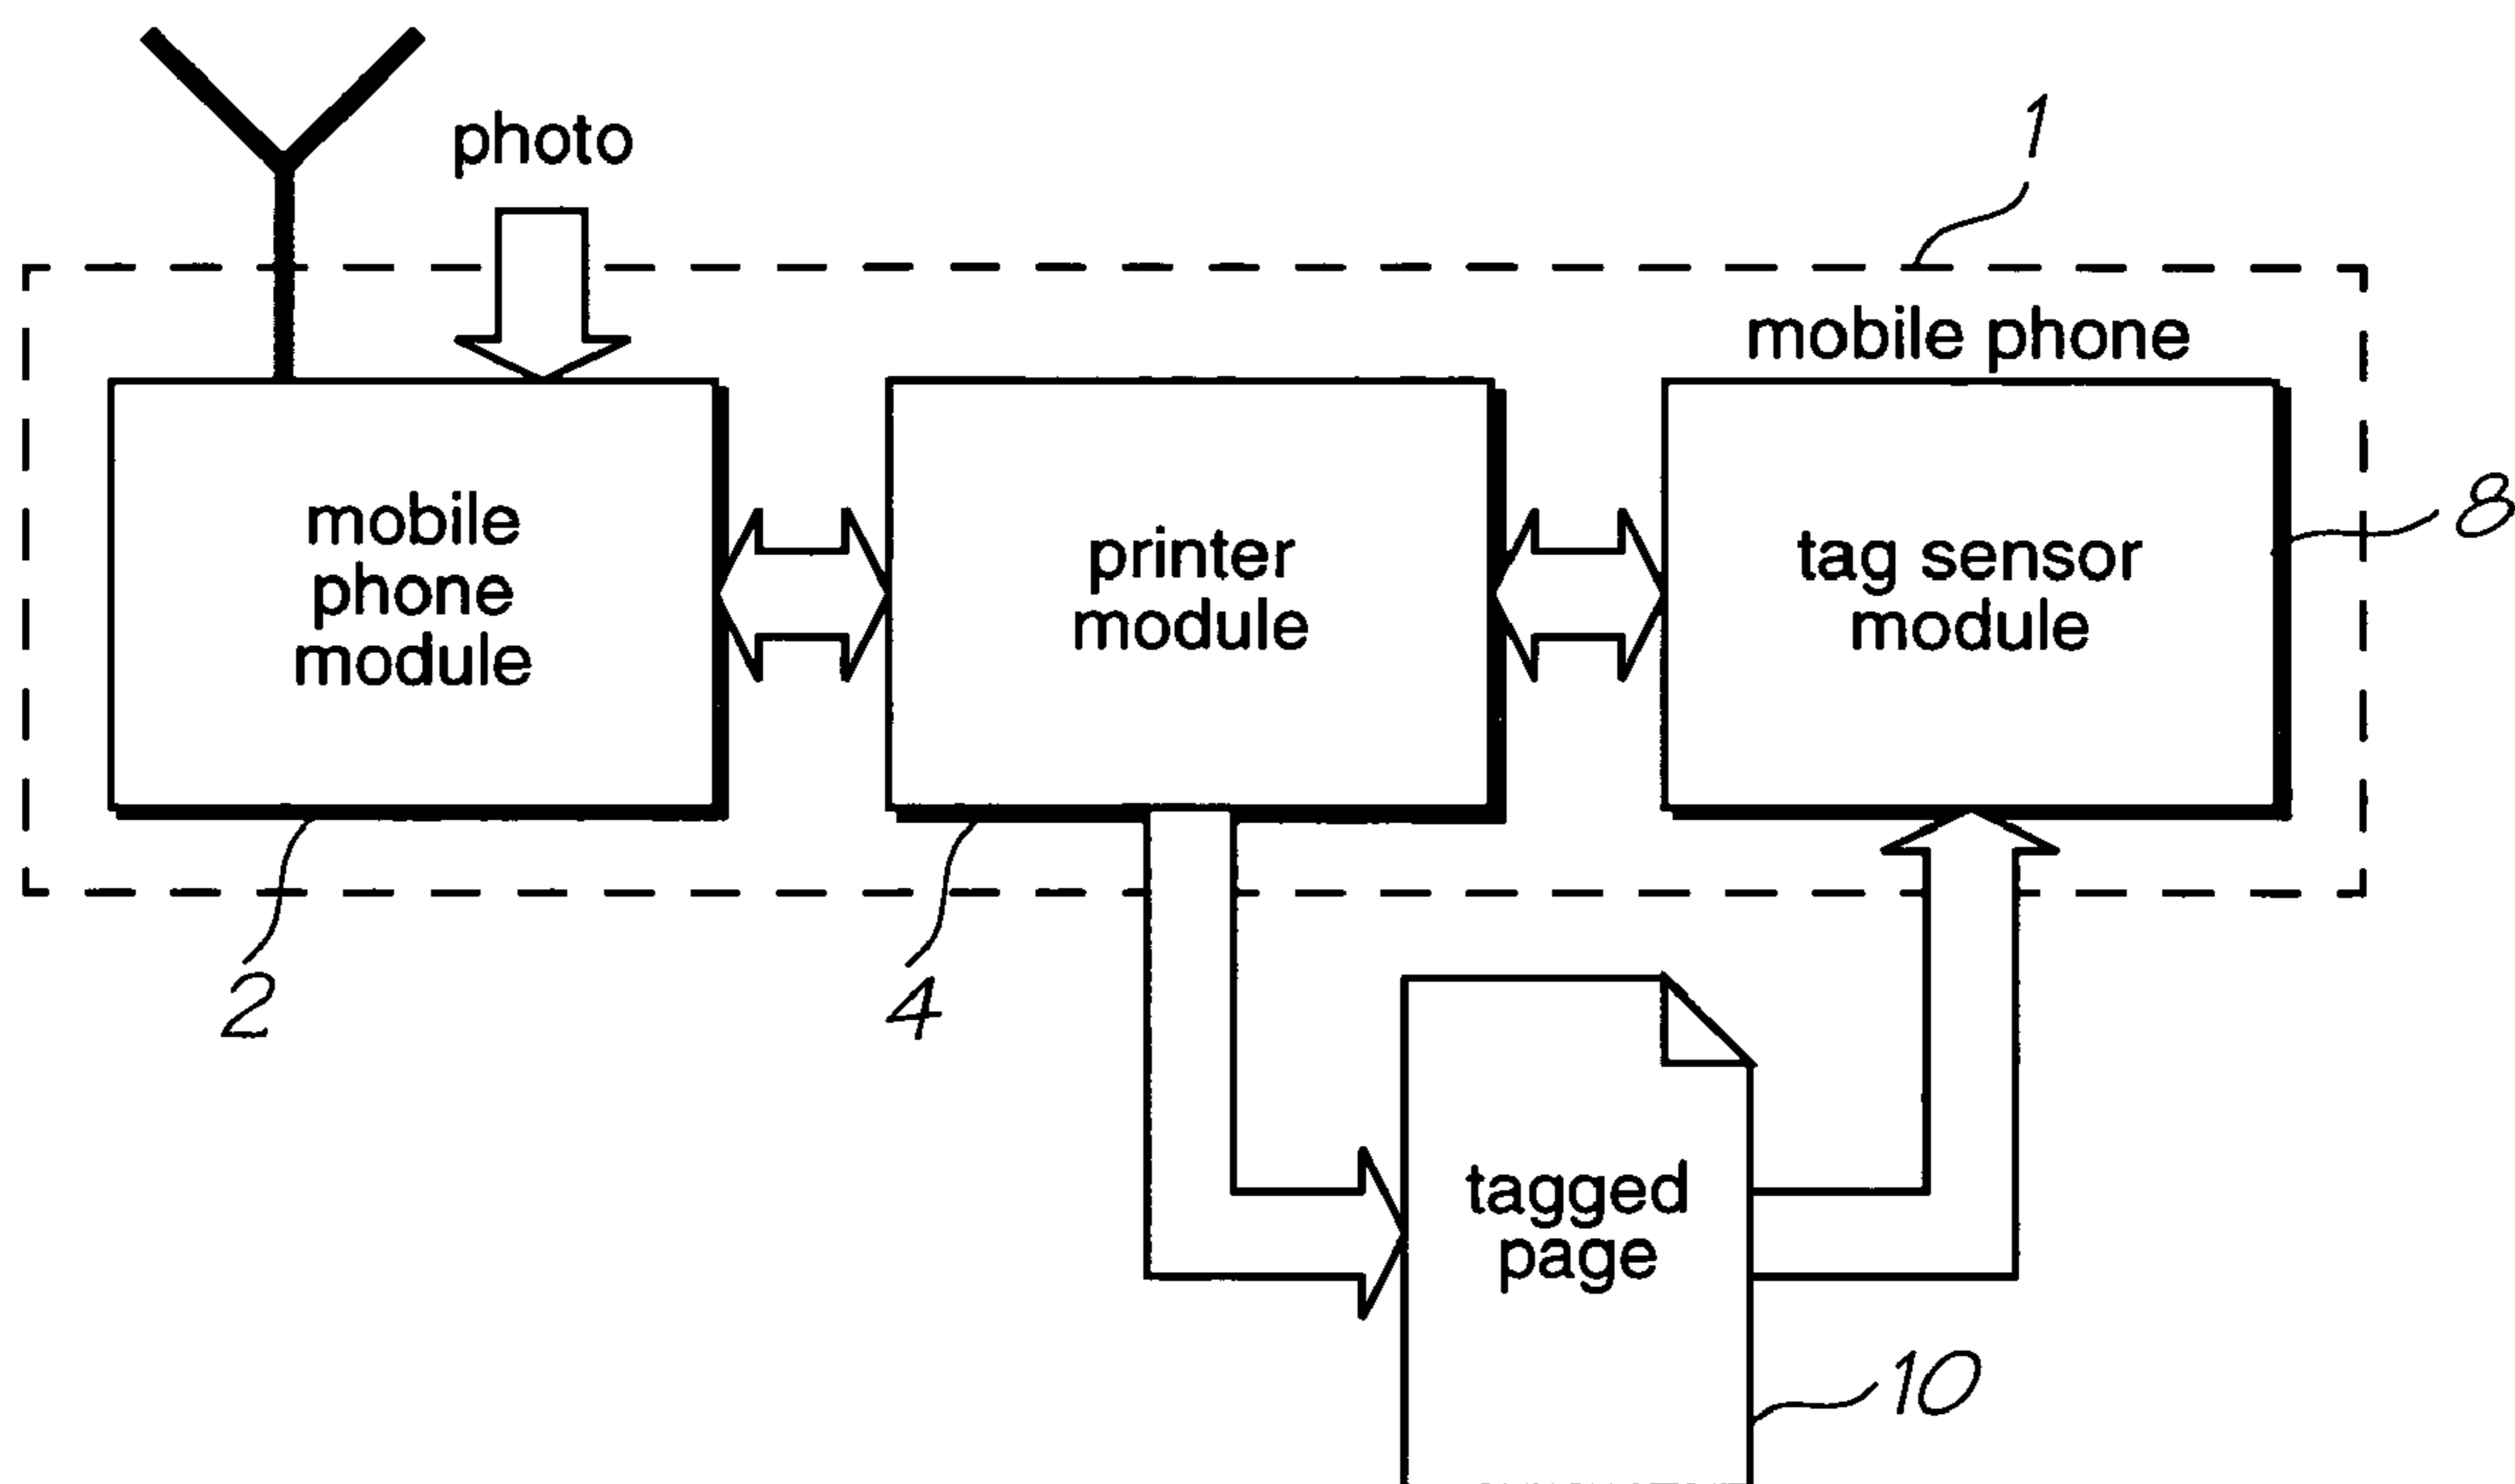 photo
1
mobile phone
mobile
phone
module
printer
module
tag sensor
module
8
2
4
tagged
page
10